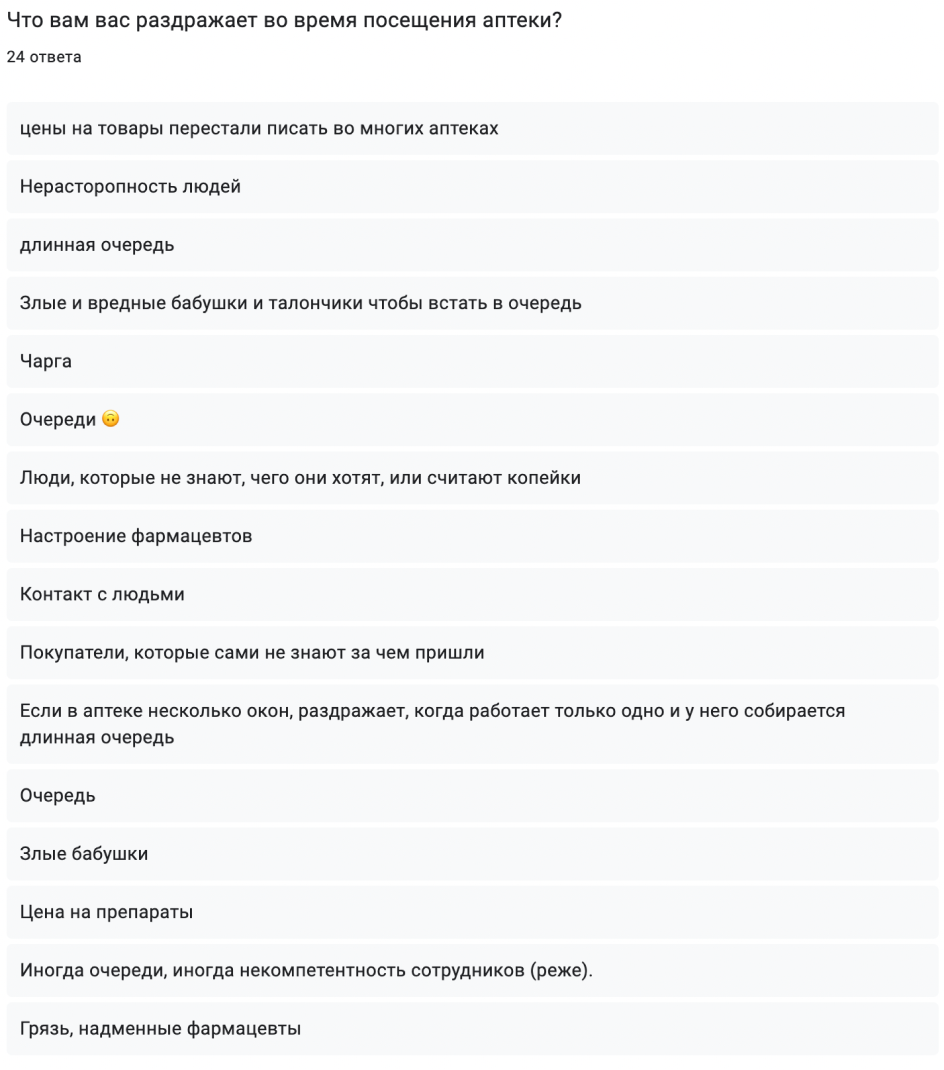 Что вам вас раздражает во время посещения аптеки?
24 ответа
цены на товары перестали писать во многих аптеках
Нерасторопность людей
длинная очередь
Злые и вредные бабушки и талончики чтобы встать в очередь
Чарга
Очереди 🙃
Люди, которые не знают, чего они хотят, или считают копейки
Настроение фармацевтов
Контакт с людьми
Покупатели, которые сами не знают за чем пришли
Если в аптеке несколько окон, раздражает, когда работает только одно и у него собирается
длинная очередь
Очередь
Злые бабушки
Цена на препараты
Иногда очереди, иногда некомпетентность сотрудников (реже).
Грязь, надменные фармацевты